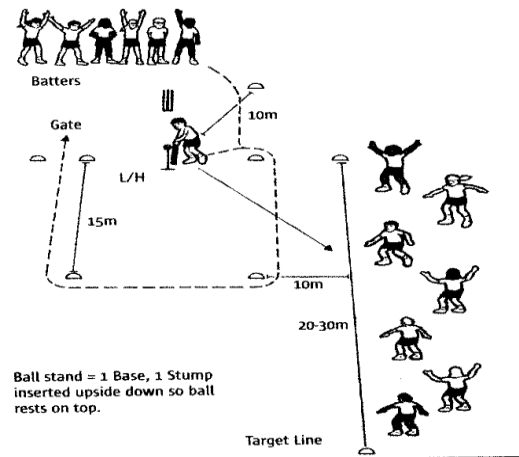 Batters
10m
Gate
L/H
15m
10m
20-30m
Ball stand = 1 Base, 1 Stump
inserted upside down so ball
rests on top.
Target Line